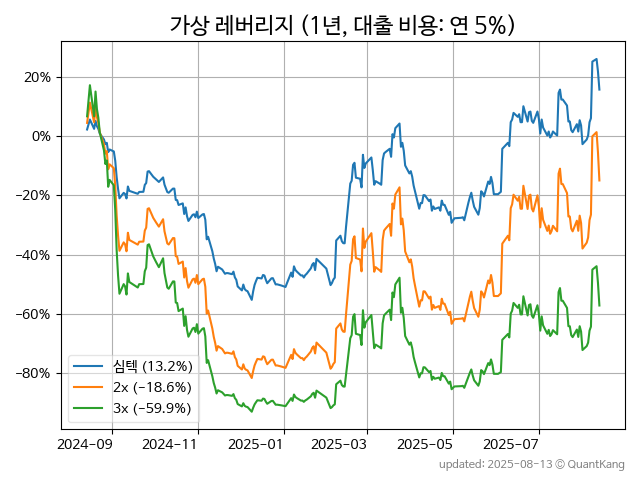 가상 레버리지 (1년, 대출 비용: 연 5%)
20%
0%
−20%
−40%
−60%
−80%
심텍 (13.2%)
2x (−18.6%)
3x (−59.9%)
2024-09 2024-11 2025-01 2025-03 2025-05 2025-07
updated: 2025-08-13 © QuantKang